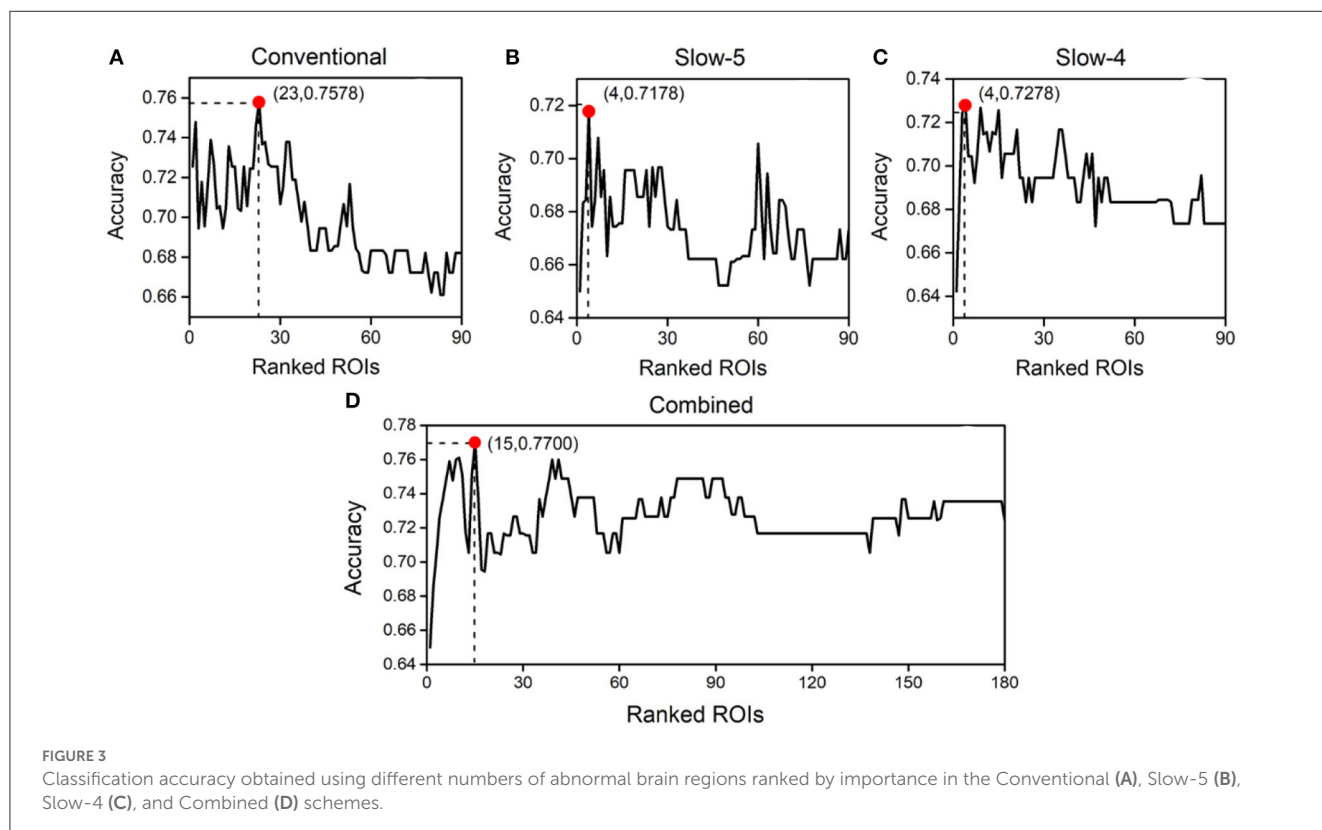 A
Conventional
0.76
0.74
0.72
0.70
0.68
0.66
Accuracy
(23,0.7578)
0
30
60
90
Ranked ROIs
B
Slow-5
0.72
0.70
0.68
0.66
0.64
Accuracy
(4,0.7178)
0
30
60
90
Ranked ROIs
C
Slow-4
0.74
0.72
0.70
0.68
0.66
0.64
Accuracy
(4,0.7278)
0
30
60
90
Ranked ROIs
D
Combined
0.78
0.76
0.74
0.72
0.70
0.68
0.66
0.64
Accuracy
(15,0.7700)
0
30
60
90
120
150
180
Ranked ROIs
FIGURE 3
Classification accuracy obtained using different numbers of abnormal brain regions ranked by importance in the Conventional (A), Slow-5 (B),
Slow-4 (C), and Combined (D) schemes.